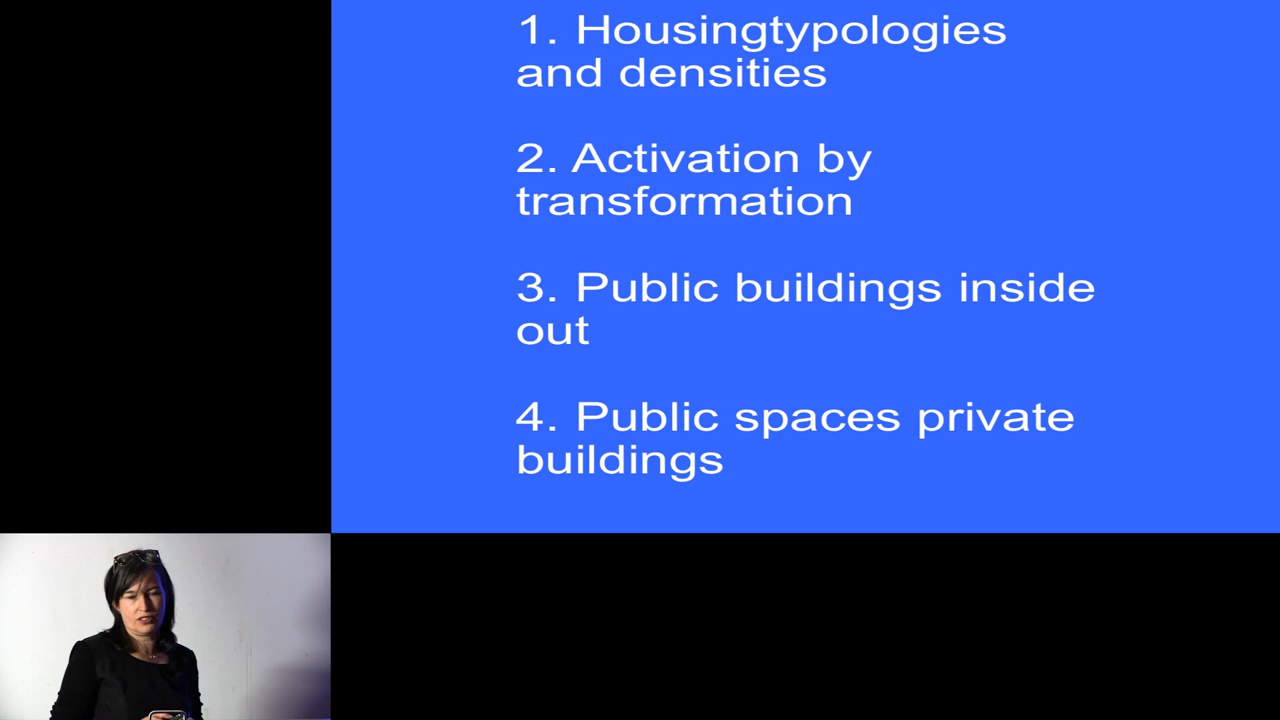 1. Housingtypologies
and densities
2. Activation by
transformation
3. Public buildings inside
out
4. Public spaces private
buildings